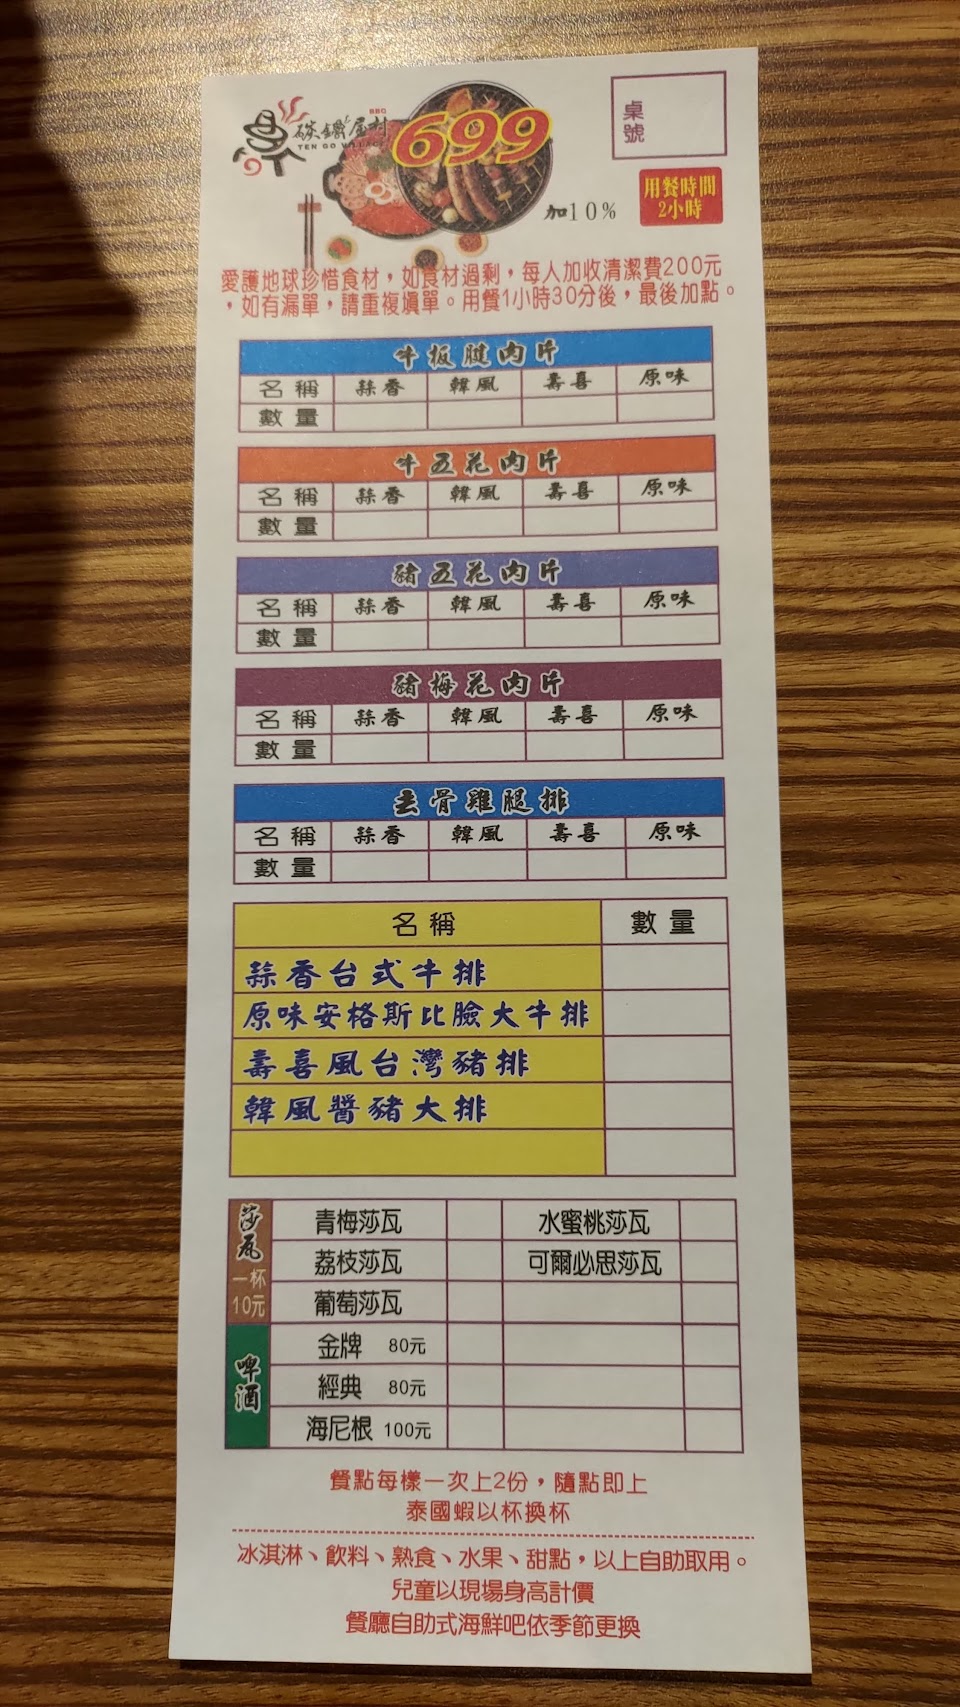 BBQ
碳鐵屋村
TEN GO VILLAGE
699
桌號
加10%
用餐時間
2小時
愛護地球珍惜食材，如食材過剩，每人加收清潔費200元
，如有漏單，請重複填單。用餐1小時30分後，最後加點。
牛板腱肉片
名稱 蒜香 韓風 壽喜 原味
數量
牛五花肉片
名稱 蒜香 韓風 壽喜 原味
數量
豬五花肉片
名稱 蒜香 韓風 壽喜 原味
數量
豬梅花肉片
名稱 蒜香 韓風 壽喜 原味
數量
去骨雞腿排
名稱 蒜香 韓風 壽喜 原味
數量
名稱 數量
蒜香台式牛排
原味安格斯比臉大牛排
壽喜風台灣豬排
韓風醬豬大排
莎瓦
一杯
10元
青梅莎瓦 水蜜桃莎瓦
荔枝莎瓦 可爾必思莎瓦
葡萄莎瓦
啤酒
金牌 80元
經典 80元
海尼根 100元
餐點每樣一次上2份，隨點即上
泰國蝦以杯換杯
冰淇淋、飲料、熟食、水果、甜點，以上自助取用。
兒童以現場身高計價
餐廳自助式海鮮吧依季節更換